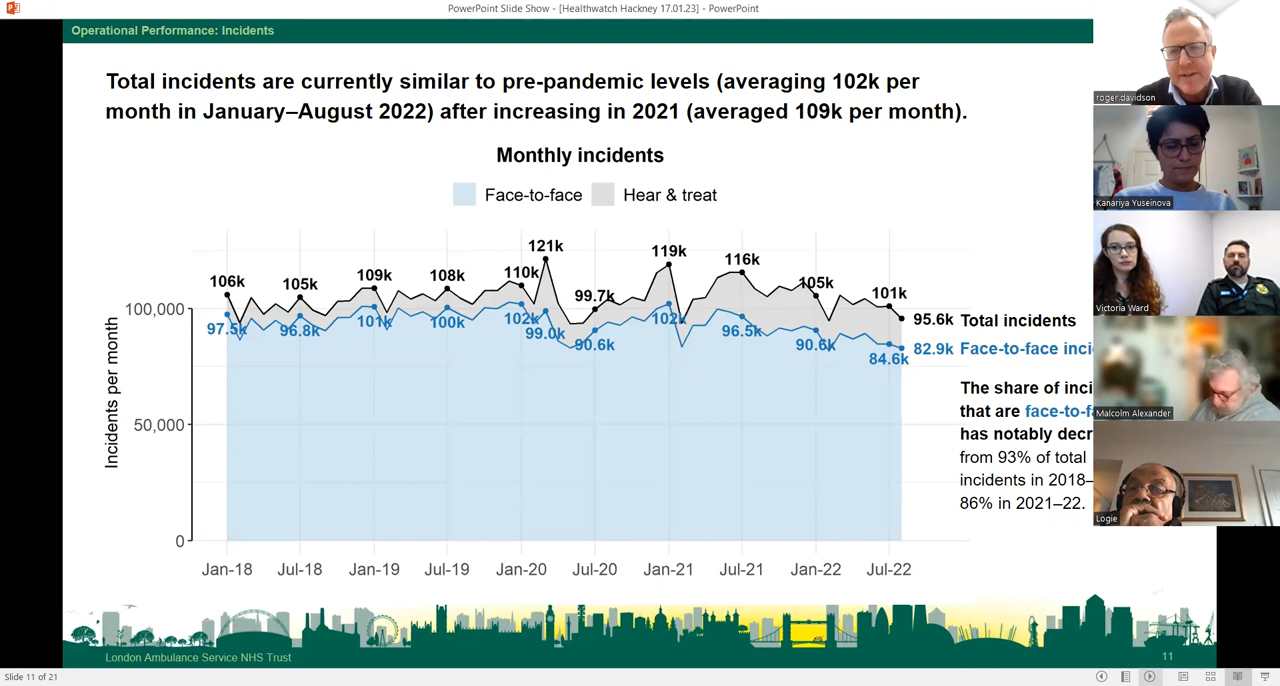 PowerPoint Slide Show - [Healthwatch Hackney 17.01.23] - PowerPoint
Operational Performance: Incidents
Total incidents are currently similar to pre-pandemic levels (averaging 102k per
month in January–August 2022) after increasing in 2021 (averaged 109k per month).
Monthly incidents
Face-to-face
Hear & treat
Incidents per month
100,000
50,000
0
106k
105k
109k
108k
110k
121k
99.7k
119k
116k
105k
101k
95.6k Total incidents
97.5k
96.8k
101k
100k
102k
99.0k
90.6k
102k
96.5k
90.6k
84.6k
82.9k Face-to-face inci
The share of inci
that are face-to-f
has notably decr
from 93% of total
incidents in 2018–
86% in 2021–22.
Jan-18
Jul-18
Jan-19
Jul-19
Jan-20
Jul-20
Jan-21
Jul-21
Jan-22
Jul-22
London Ambulance Service NHS Trust
11
roger.davidson
Kanariya Yuseinova
Victoria Ward
Malcolm Alexander
Logie
Slide 11 of 21